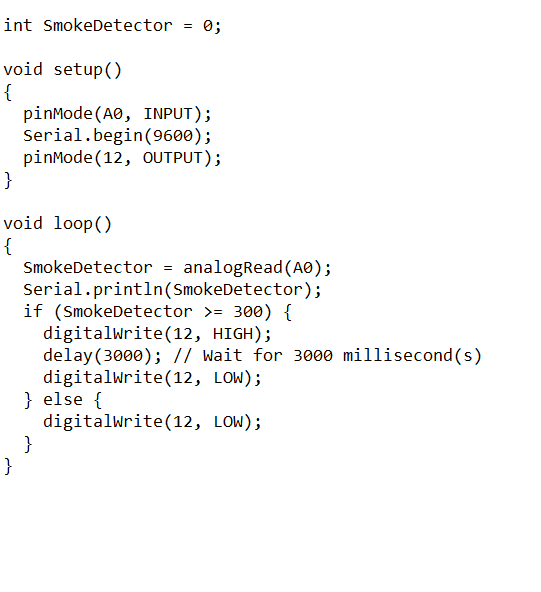 int SmokeDetector = 0;

void setup()
{
  pinMode(A0, INPUT);
  Serial.begin(9600);
  pinMode(12, OUTPUT);
}

void loop()
{
  SmokeDetector = analogRead(A0);
  Serial.println(SmokeDetector);
  if (SmokeDetector >= 300) {
    digitalWrite(12, HIGH);
    delay(3000); // Wait for 3000 millisecond(s)
    digitalWrite(12, LOW);
  } else {
    digitalWrite(12, LOW);
  }
}